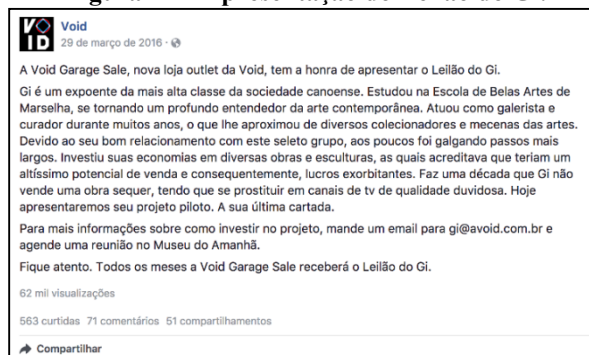 VOID
Void
29 de março de 2016 ·
A Void Garage Sale, nova loja outlet da Void, tem a honra de apresentar o Leilão do Gi.
Gi é um expoente da mais alta classe da sociedade canoense. Estudou na Escola de Belas Artes de
Marselha, se tornando um profundo entendedor da arte contemporânea. Atuou como galerista e
curador durante muitos anos, o que lhe aproximou de diversos colecionadores e mecenas das artes.
Devido ao seu bom relacionamento com este seleto grupo, aos poucos foi galgando passos mais
largos. Investiu suas economias em diversas obras e esculturas, as quais acreditava que teriam um
altíssimo potencial de venda e consequentemente, lucros exorbitantes. Faz uma década que Gi não
vende uma obra sequer, tendo que se prostituir em canais de tv de qualidade duvidosa. Hoje
apresentaremos seu projeto piloto. A sua última cartada.
Para mais informações sobre como investir no projeto, mande um email para gi@avoid.com.br e
agende uma reunião no Museu do Amanhã.
Fique atento. Todos os meses a Void Garage Sale receberá o Leilão do Gi.
62 mil visualizações
563 curtidas 71 comentários 51 compartilhamentos
Compartilhar